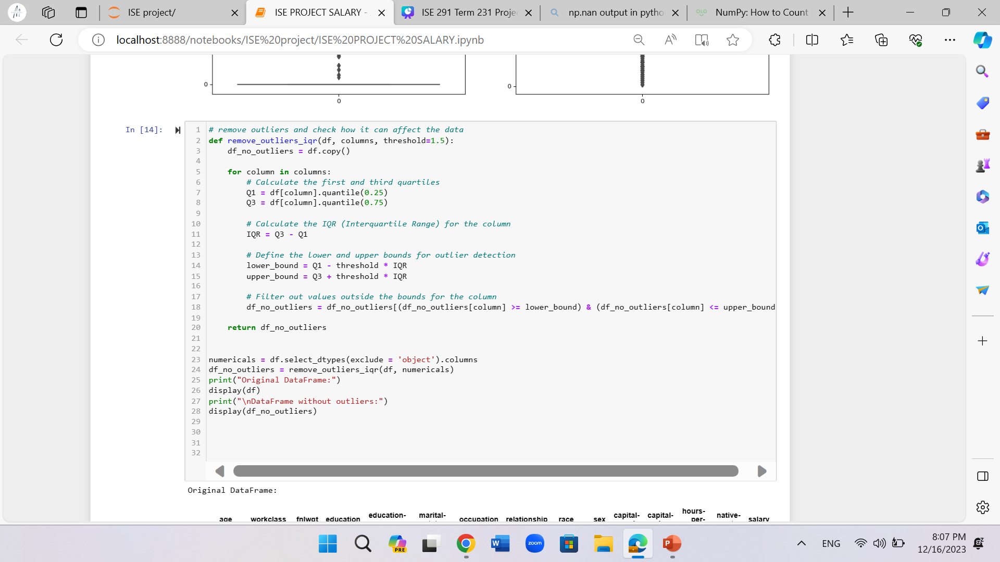 ISE project/
ISE PROJECT SALARY -
ISE 291 Term 231 Proje
np.nan output in pytho
NumPy: How to Count
localhost:8888/notebooks/ISE%20project/ISE%20PROJECT%20SALARY.ipynb
0
0
0
0
In [14]:
1 # remove outliers and check how it can affect the data
2 def remove_outliers_iqr(df, columns, threshold=1.5):
3     df_no_outliers = df.copy()
4
5     for column in columns:
6         # Calculate the first and third quartiles
7         Q1 = df[column].quantile(0.25)
8         Q3 = df[column].quantile(0.75)
9
10         # Calculate the IQR (Interquartile Range) for the column
11         IQR = Q3 - Q1
12
13         # Define the lower and upper bounds for outlier detection
14         lower_bound = Q1 - threshold * IQR
15         upper_bound = Q3 + threshold * IQR
16
17         # Filter out values outside the bounds for the column
18         df_no_outliers = df_no_outliers[(df_no_outliers[column] >= lower_bound) & (df_no_outliers[column] <= upper_bound
19
20     return df_no_outliers
21
22
23 numericals = df.select_dtypes(exclude = 'object').columns
24 df_no_outliers = remove_outliers_iqr(df, numericals)
25 print("Original DataFrame:")
26 display(df)
27 print("\nDataFrame without outliers:")
28 display(df_no_outliers)
29
30
31
32
Original DataFrame:
age workclass fnlwgt education education- marital- occupation relationship race sex capital- capital- hours-per- native- salary
PRE
zoom
ENG
8:07 PM
12/16/2023